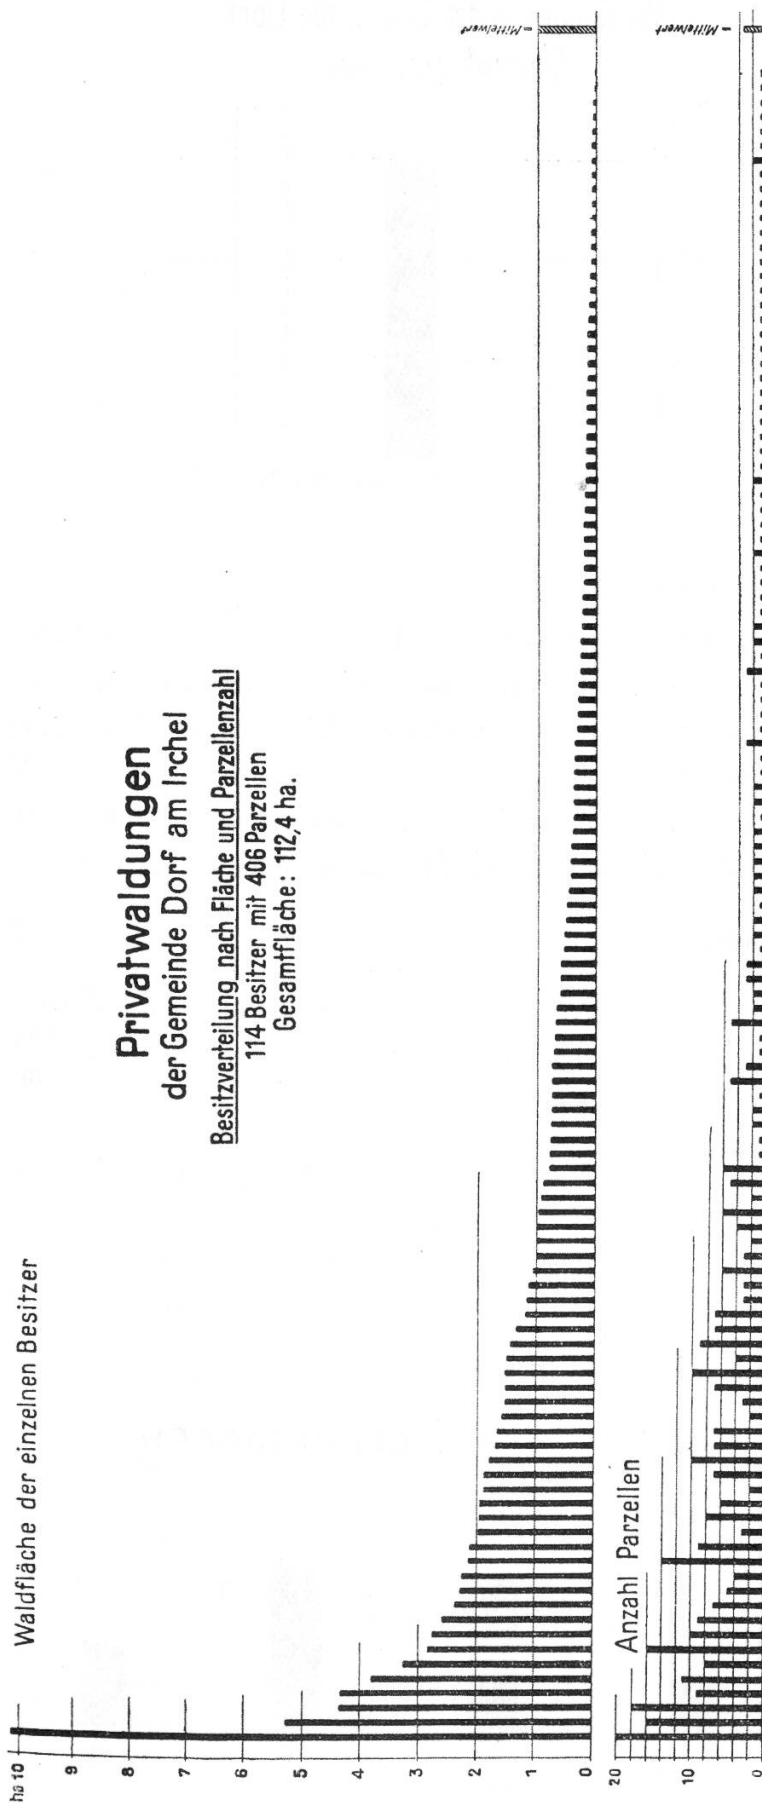 Privatwaldungen
der Gemeinde Dorf am Irchel
Besitzverteilung nach Fläche und Parzellenzahl
114 Besitzer mit 406 Parzellen
Gesamtfläche: 112,4 ha.
Waldfläche der einzelnen Besitzer
ha 10
9
8
7
6
5
4
3
2
1
0
Mittelwert
Anzahl Parzellen
20
10
0
Mittelwert